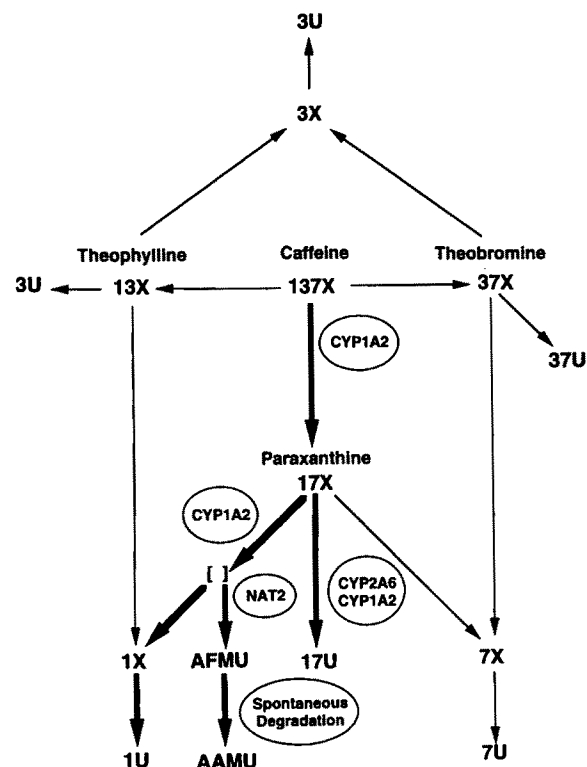 3U
3X
Theophylline Caffeine Theobromine
3U 13X 137X 37X
CYP1A2
37U
Paraxanthine
17X
CYP1A2
[ ]
NAT2
CYP2A6
CYP1A2
1X AFMU 17U 7X
Spontaneous
Degradation
1U AAMU 7U